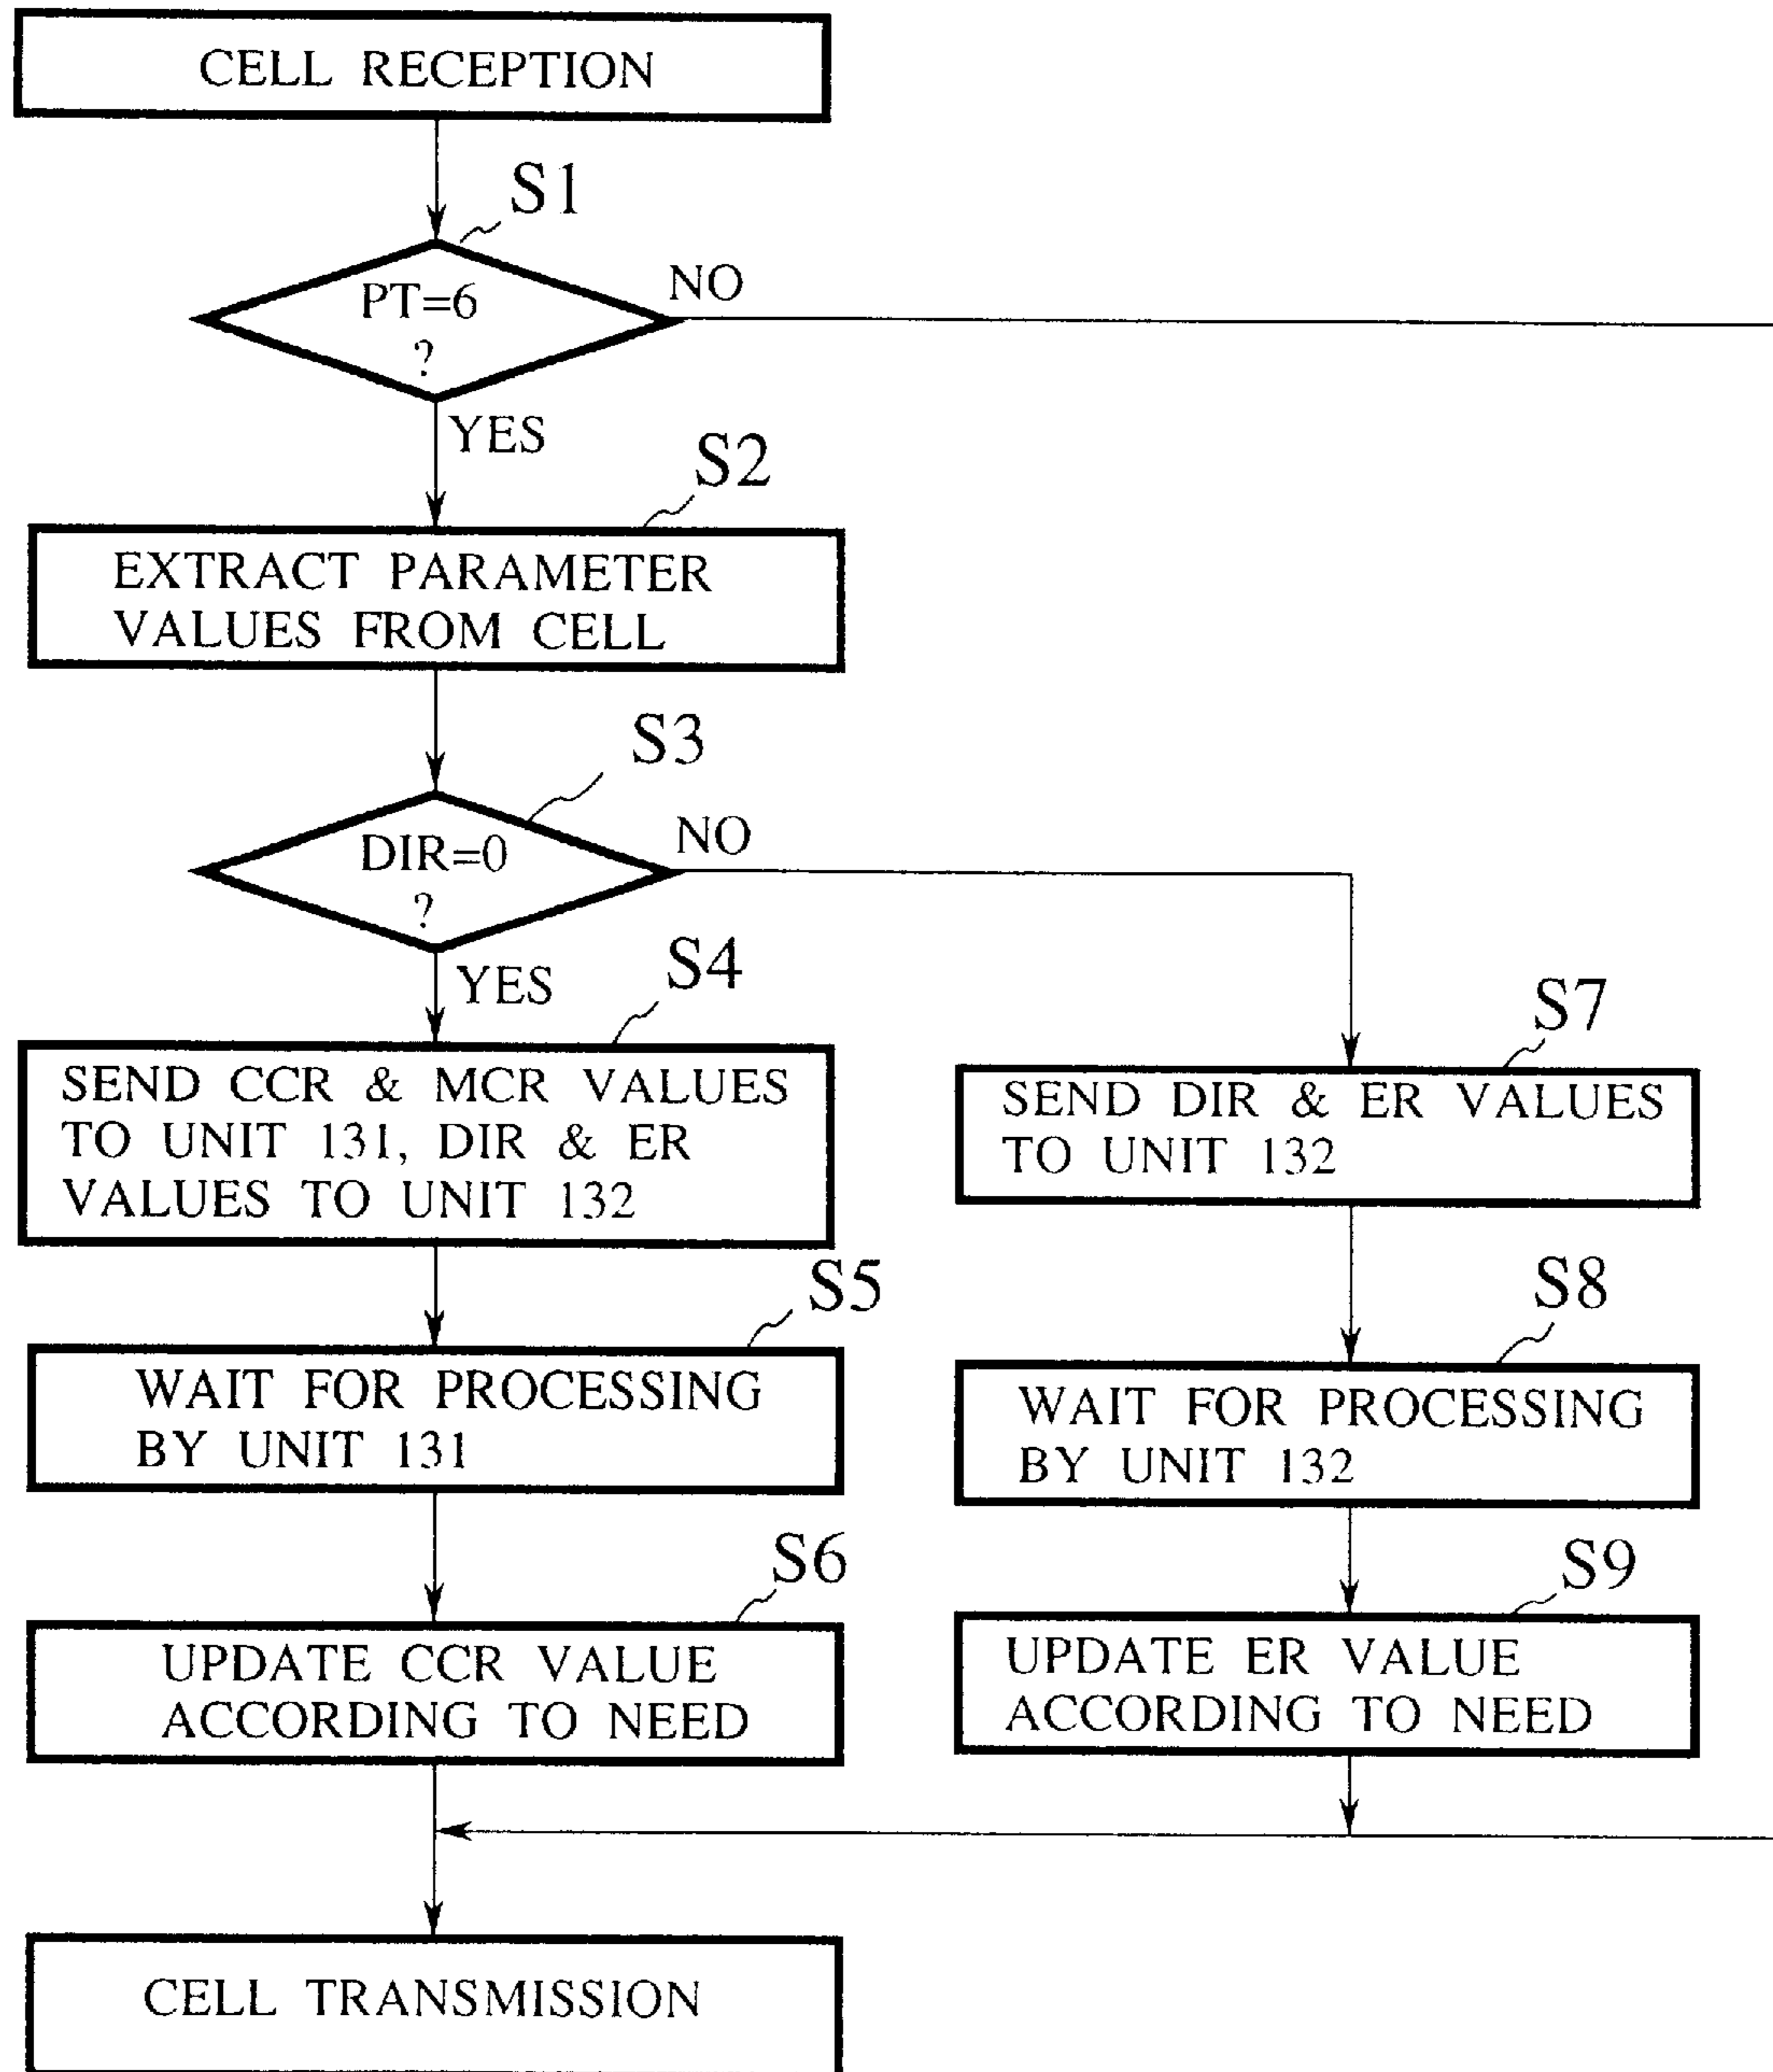 CELL RECEPTION
S1
PT=6
?
NO
YES
S2
EXTRACT PARAMETER
VALUES FROM CELL
S3
DIR=0
?
NO
YES
S4
SEND CCR & MCR VALUES
TO UNIT 131, DIR & ER
VALUES TO UNIT 132
S7
SEND DIR & ER VALUES
TO UNIT 132
S5
WAIT FOR PROCESSING
BY UNIT 131
S8
WAIT FOR PROCESSING
BY UNIT 132
S6
UPDATE CCR VALUE
ACCORDING TO NEED
S9
UPDATE ER VALUE
ACCORDING TO NEED
CELL TRANSMISSION